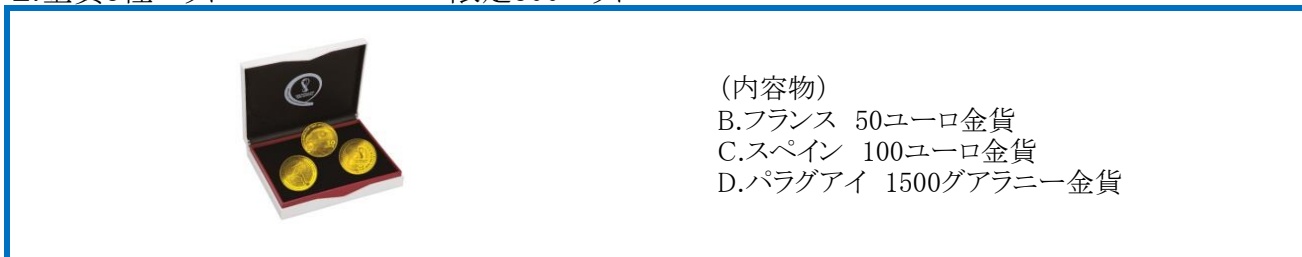 (内容物)
B.フランス 50ユーロ金貨
C.スペイン 100ユーロ金貨
D.パラグアイ 1500グアラニー金貨